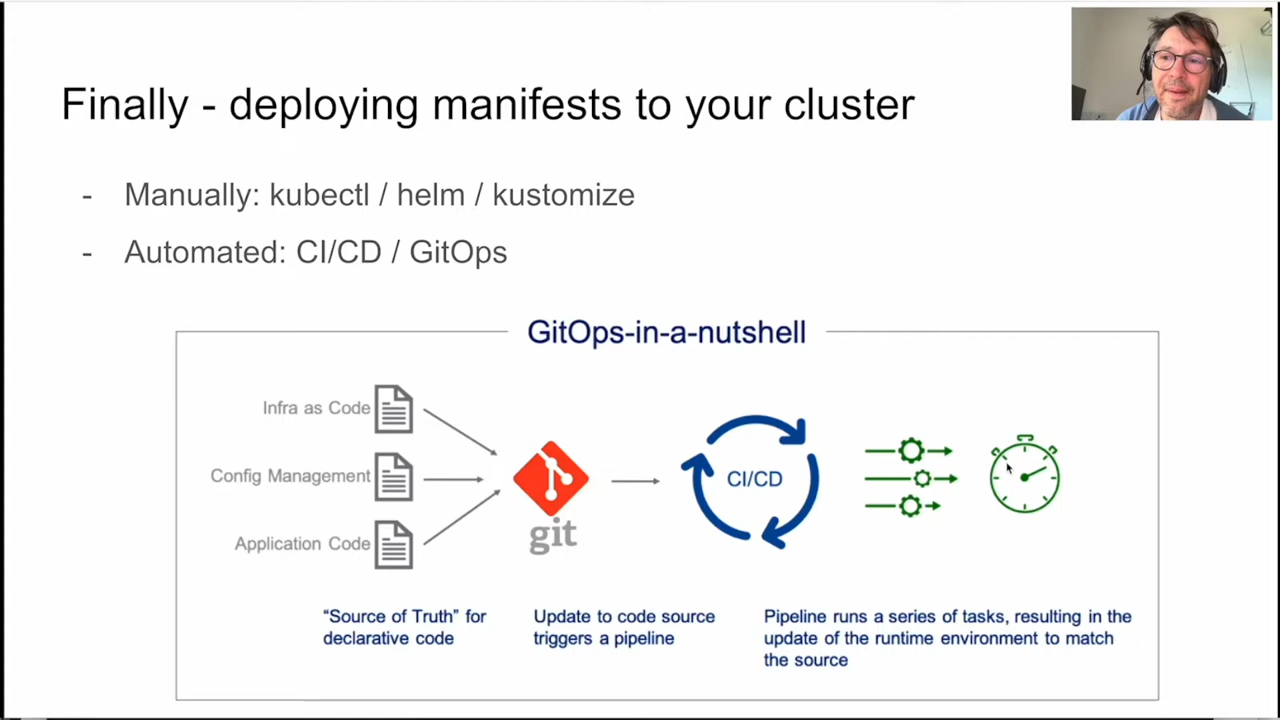 Finally - deploying manifests to your cluster
- Manually: kubectl / helm / kustomize
- Automated: CI/CD / GitOps
GitOps-in-a-nutshell
Infra as Code
Config Management
Application Code
git
CI/CD
“Source of Truth” for
declarative code
Update to code source
triggers a pipeline
Pipeline runs a series of tasks, resulting in the
update of the runtime environment to match
the source